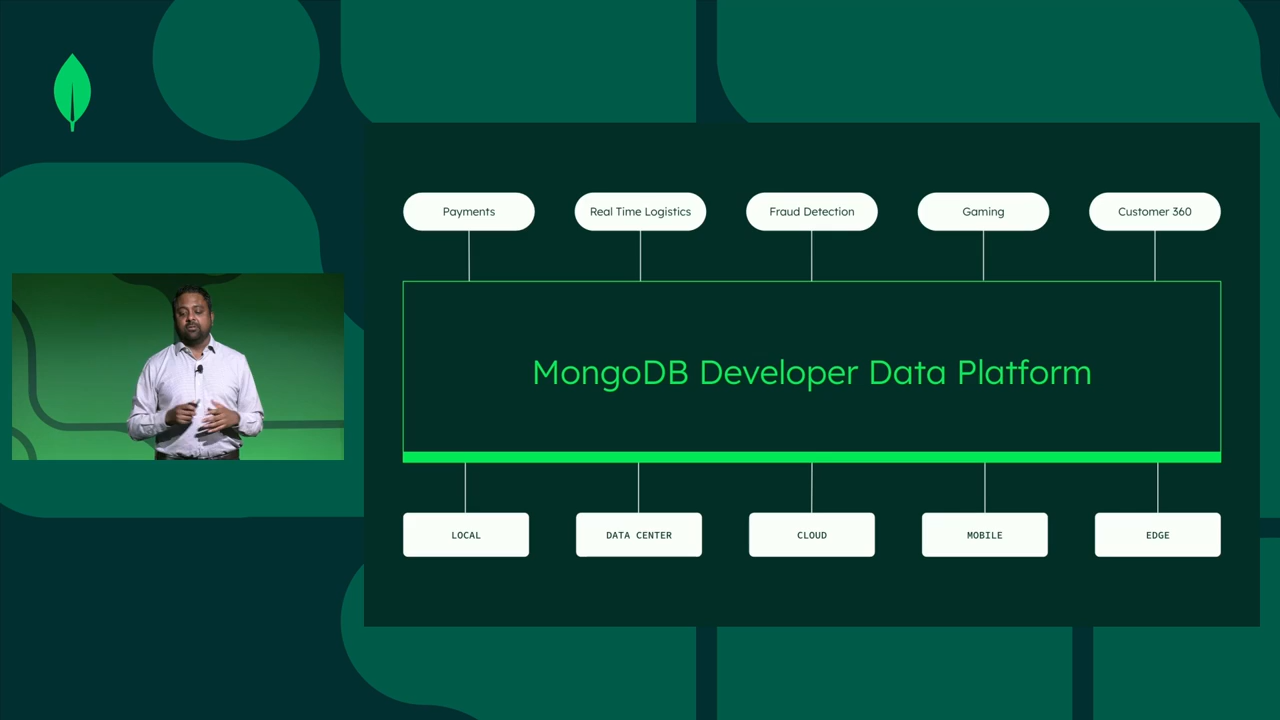 Payments
Real Time Logistics
Fraud Detection
Gaming
Customer 360
MongoDB Developer Data Platform
LOCAL
DATA CENTER
CLOUD
MOBILE
EDGE